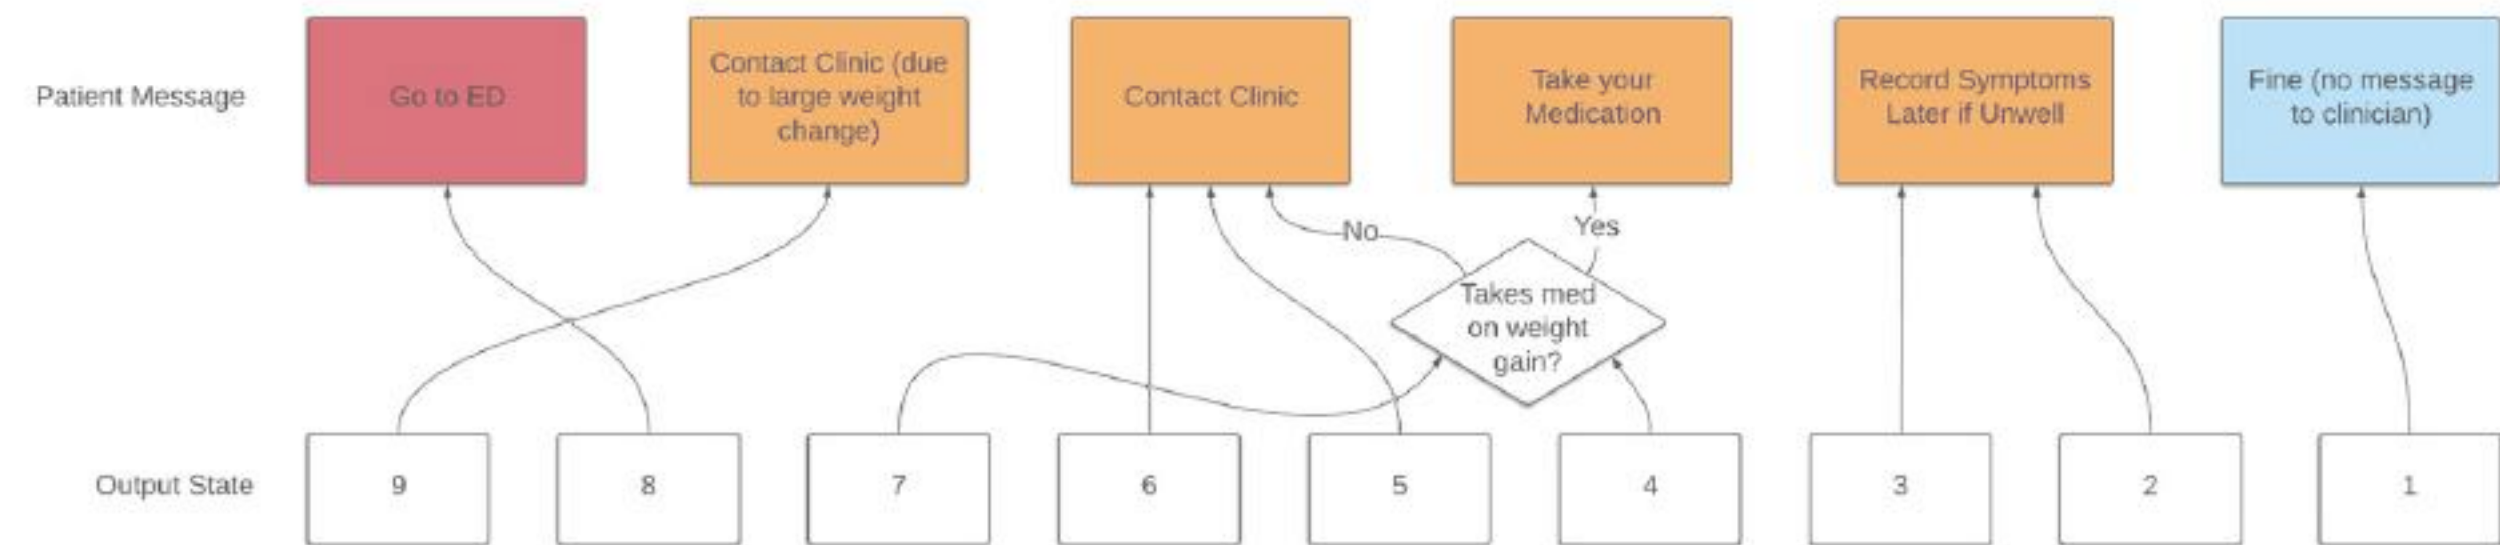 Patient Message
Go to ED
Contact Clinic (due
to large weight
change)
Contact Clinic
Take your
Medication
Record Symptoms
Later if Unwell
Fine (no message
to clinician)
No
Yes
Takes med
on weight
gain?
Output State
9
8
7
6
5
4
3
2
1